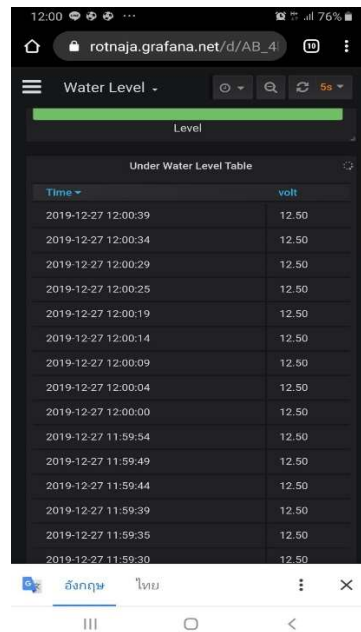 12:00 76%
rotnaja.grafana.net/d/AB_4 10
Water Level 5s
Level
Under Water Level Table
Time volt
2019-12-27 12:00:39 12.50
2019-12-27 12:00:34 12.50
2019-12-27 12:00:29 12.50
2019-12-27 12:00:25 12.50
2019-12-27 12:00:19 12.50
2019-12-27 12:00:14 12.50
2019-12-27 12:00:09 12.50
2019-12-27 12:00:04 12.50
2019-12-27 12:00:00 12.50
2019-12-27 11:59:54 12.50
2019-12-27 11:59:49 12.50
2019-12-27 11:59:44 12.50
2019-12-27 11:59:39 12.50
2019-12-27 11:59:35 12.50
2019-12-27 11:59:30 12.50
อังกฤษ ไทย